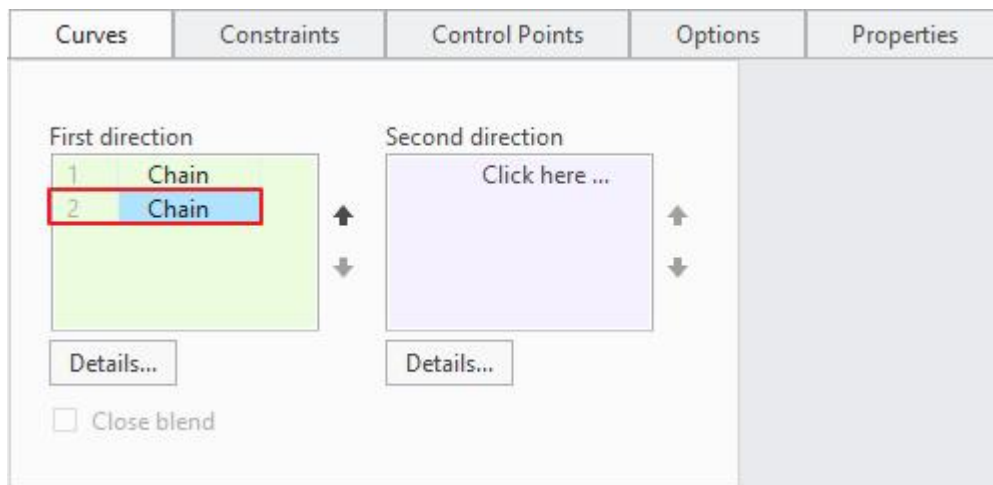 Curves Constraints Control Points Options Properties
First direction Second direction
1 Chain Click here ...
2 Chain
Details... Details...
Close blend